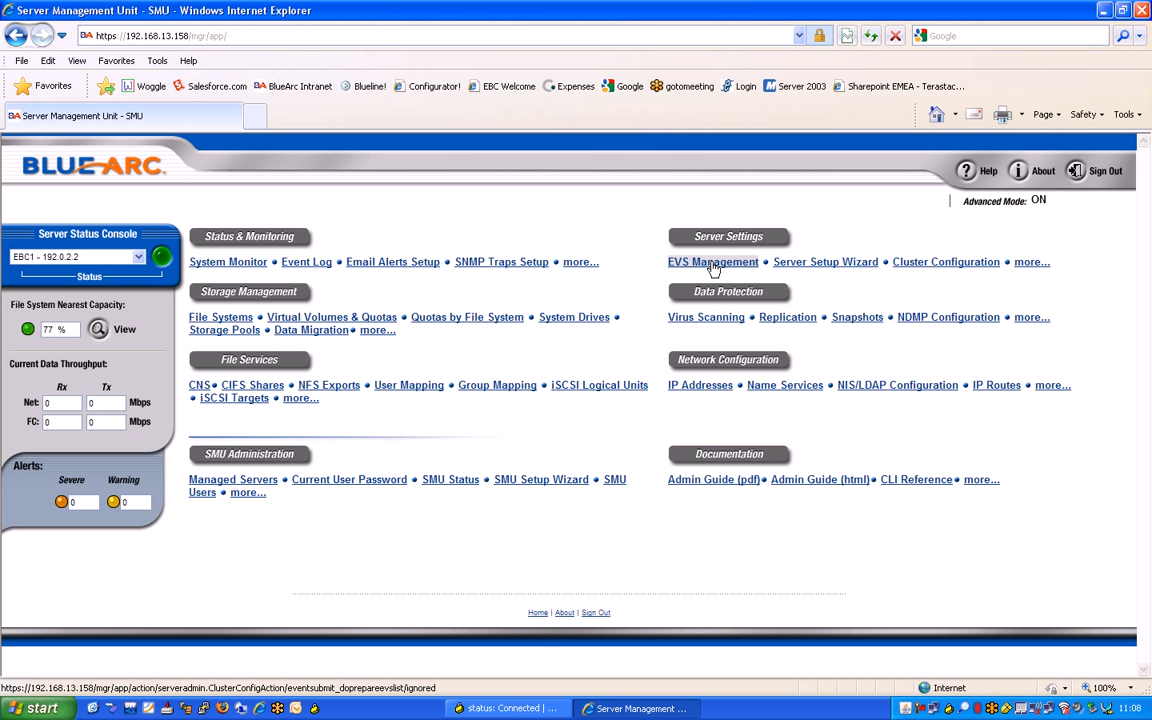 Server Management Unit - SMU - Windows Internet Explorer
BA https://192.168.13.158/mgr/app/
Google
File Edit View Favorites Tools Help
Favorites Woggle Salesforce.com BA BlueArc Intranet Blueline! Configurator! EBC Welcome Expenses Google gotomeeting Login Server 2003 Sharepoint EMEA - Terastac...
BA Server Management Unit - SMU
Page Safety Tools
BLUEARC
Help About Sign Out
Advanced Mode: ON
Server Status Console
EBC1 - 192.0.2.2
Status
File System Nearest Capacity:
77 % View
Current Data Throughput:
Rx Tx
Net: 0 0 Mbps
FC: 0 0 Mbps
Alerts:
Severe Warning
0 0
Status & Monitoring
System Monitor • Event Log • Email Alerts Setup • SNMP Traps Setup • more...
Storage Management
File Systems • Virtual Volumes & Quotas • Quotas by File System • System Drives •
Storage Pools • Data Migration • more...
File Services
CNS • CIFS Shares • NFS Exports • User Mapping • Group Mapping • iSCSI Logical Units
• iSCSI Targets • more...
SMU Administration
Managed Servers • Current User Password • SMU Status • SMU Setup Wizard • SMU
Users • more...
Server Settings
EVS Management • Server Setup Wizard • Cluster Configuration • more...
Data Protection
Virus Scanning • Replication • Snapshots • NDMP Configuration • more...
Network Configuration
IP Addresses • Name Services • NIS/LDAP Configuration • IP Routes • more...
Documentation
Admin Guide (pdf) • Admin Guide (html) • CLI Reference • more...
Home | About | Sign Out
https://192.168.13.158/mgr/app/action/serveradmin.ClusterConfigAction/eventsubmit_doprepareevslist/ignored
Internet
100%
start
status: Connected | ...
Server Management ...
11:08